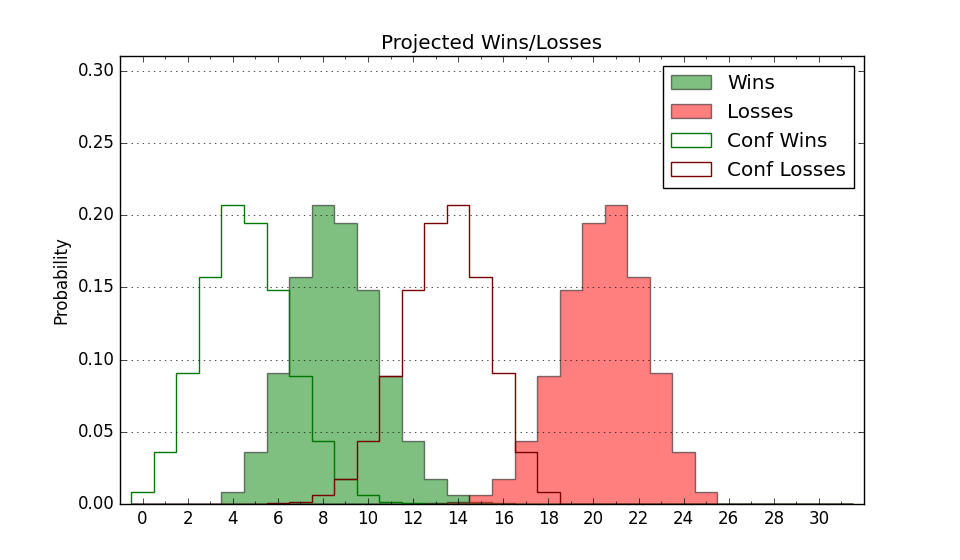 Projected Wins/Losses
0.30
0.25
0.20
0.15
0.10
0.05
0.00
Probability
Wins
Losses
Conf Wins
Conf Losses
0 2 4 6 8 10 12 14 16 18 20 22 24 26 28 30